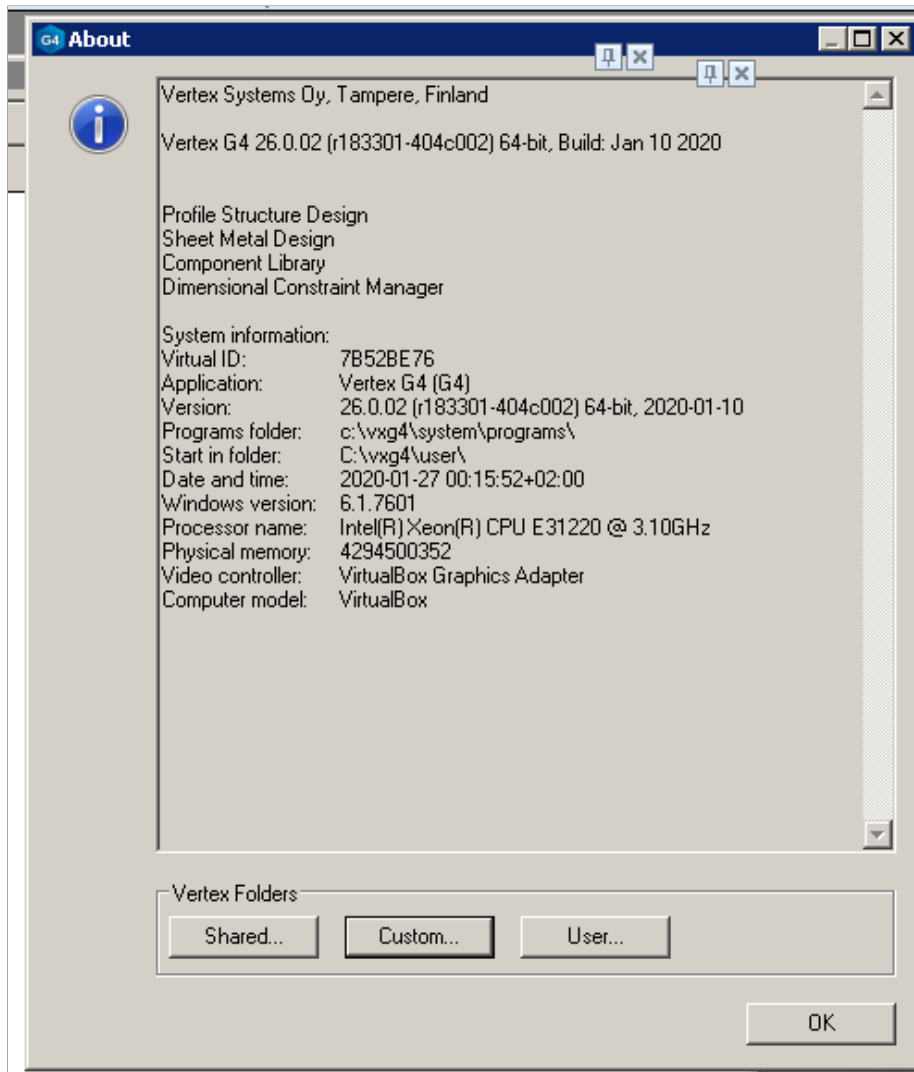 G4 About
Vertex Systems Oy, Tampere, Finland
Vertex G4 26.0.02 (r183301-404c002) 64-bit, Build: Jan 10 2020
Profile Structure Design
Sheet Metal Design
Component Library
Dimensional Constraint Manager
System information:
Virtual ID: 7B52BE76
Application: Vertex G4 (G4)
Version: 26.0.02 (r183301-404c002) 64-bit, 2020-01-10
Programs folder: c:\vxg4\system\programs\
Start in folder: C:\vxg4\user\
Date and time: 2020-01-27 00:15:52+02:00
Windows version: 6.1.7601
Processor name: Intel(R) Xeon(R) CPU E31220 @ 3.10GHz
Physical memory: 4294500352
Video controller: VirtualBox Graphics Adapter
Computer model: VirtualBox
Vertex Folders
Shared... Custom... User...
OK